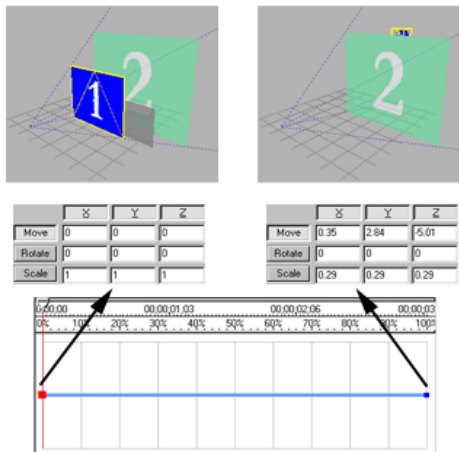 1 2
2
X Y Z
Move 0 0 0
Rotate 0 0 0
Scale 1 1 1
X Y Z
Move 0.35 2.84 -5.01
Rotate 0 0 0
Scale 0.29 0.29 0.29
00;00;01;03 00;00;02;06 00;00;03
0% 10% 20% 30% 40% 50% 60% 70% 80% 90% 100%